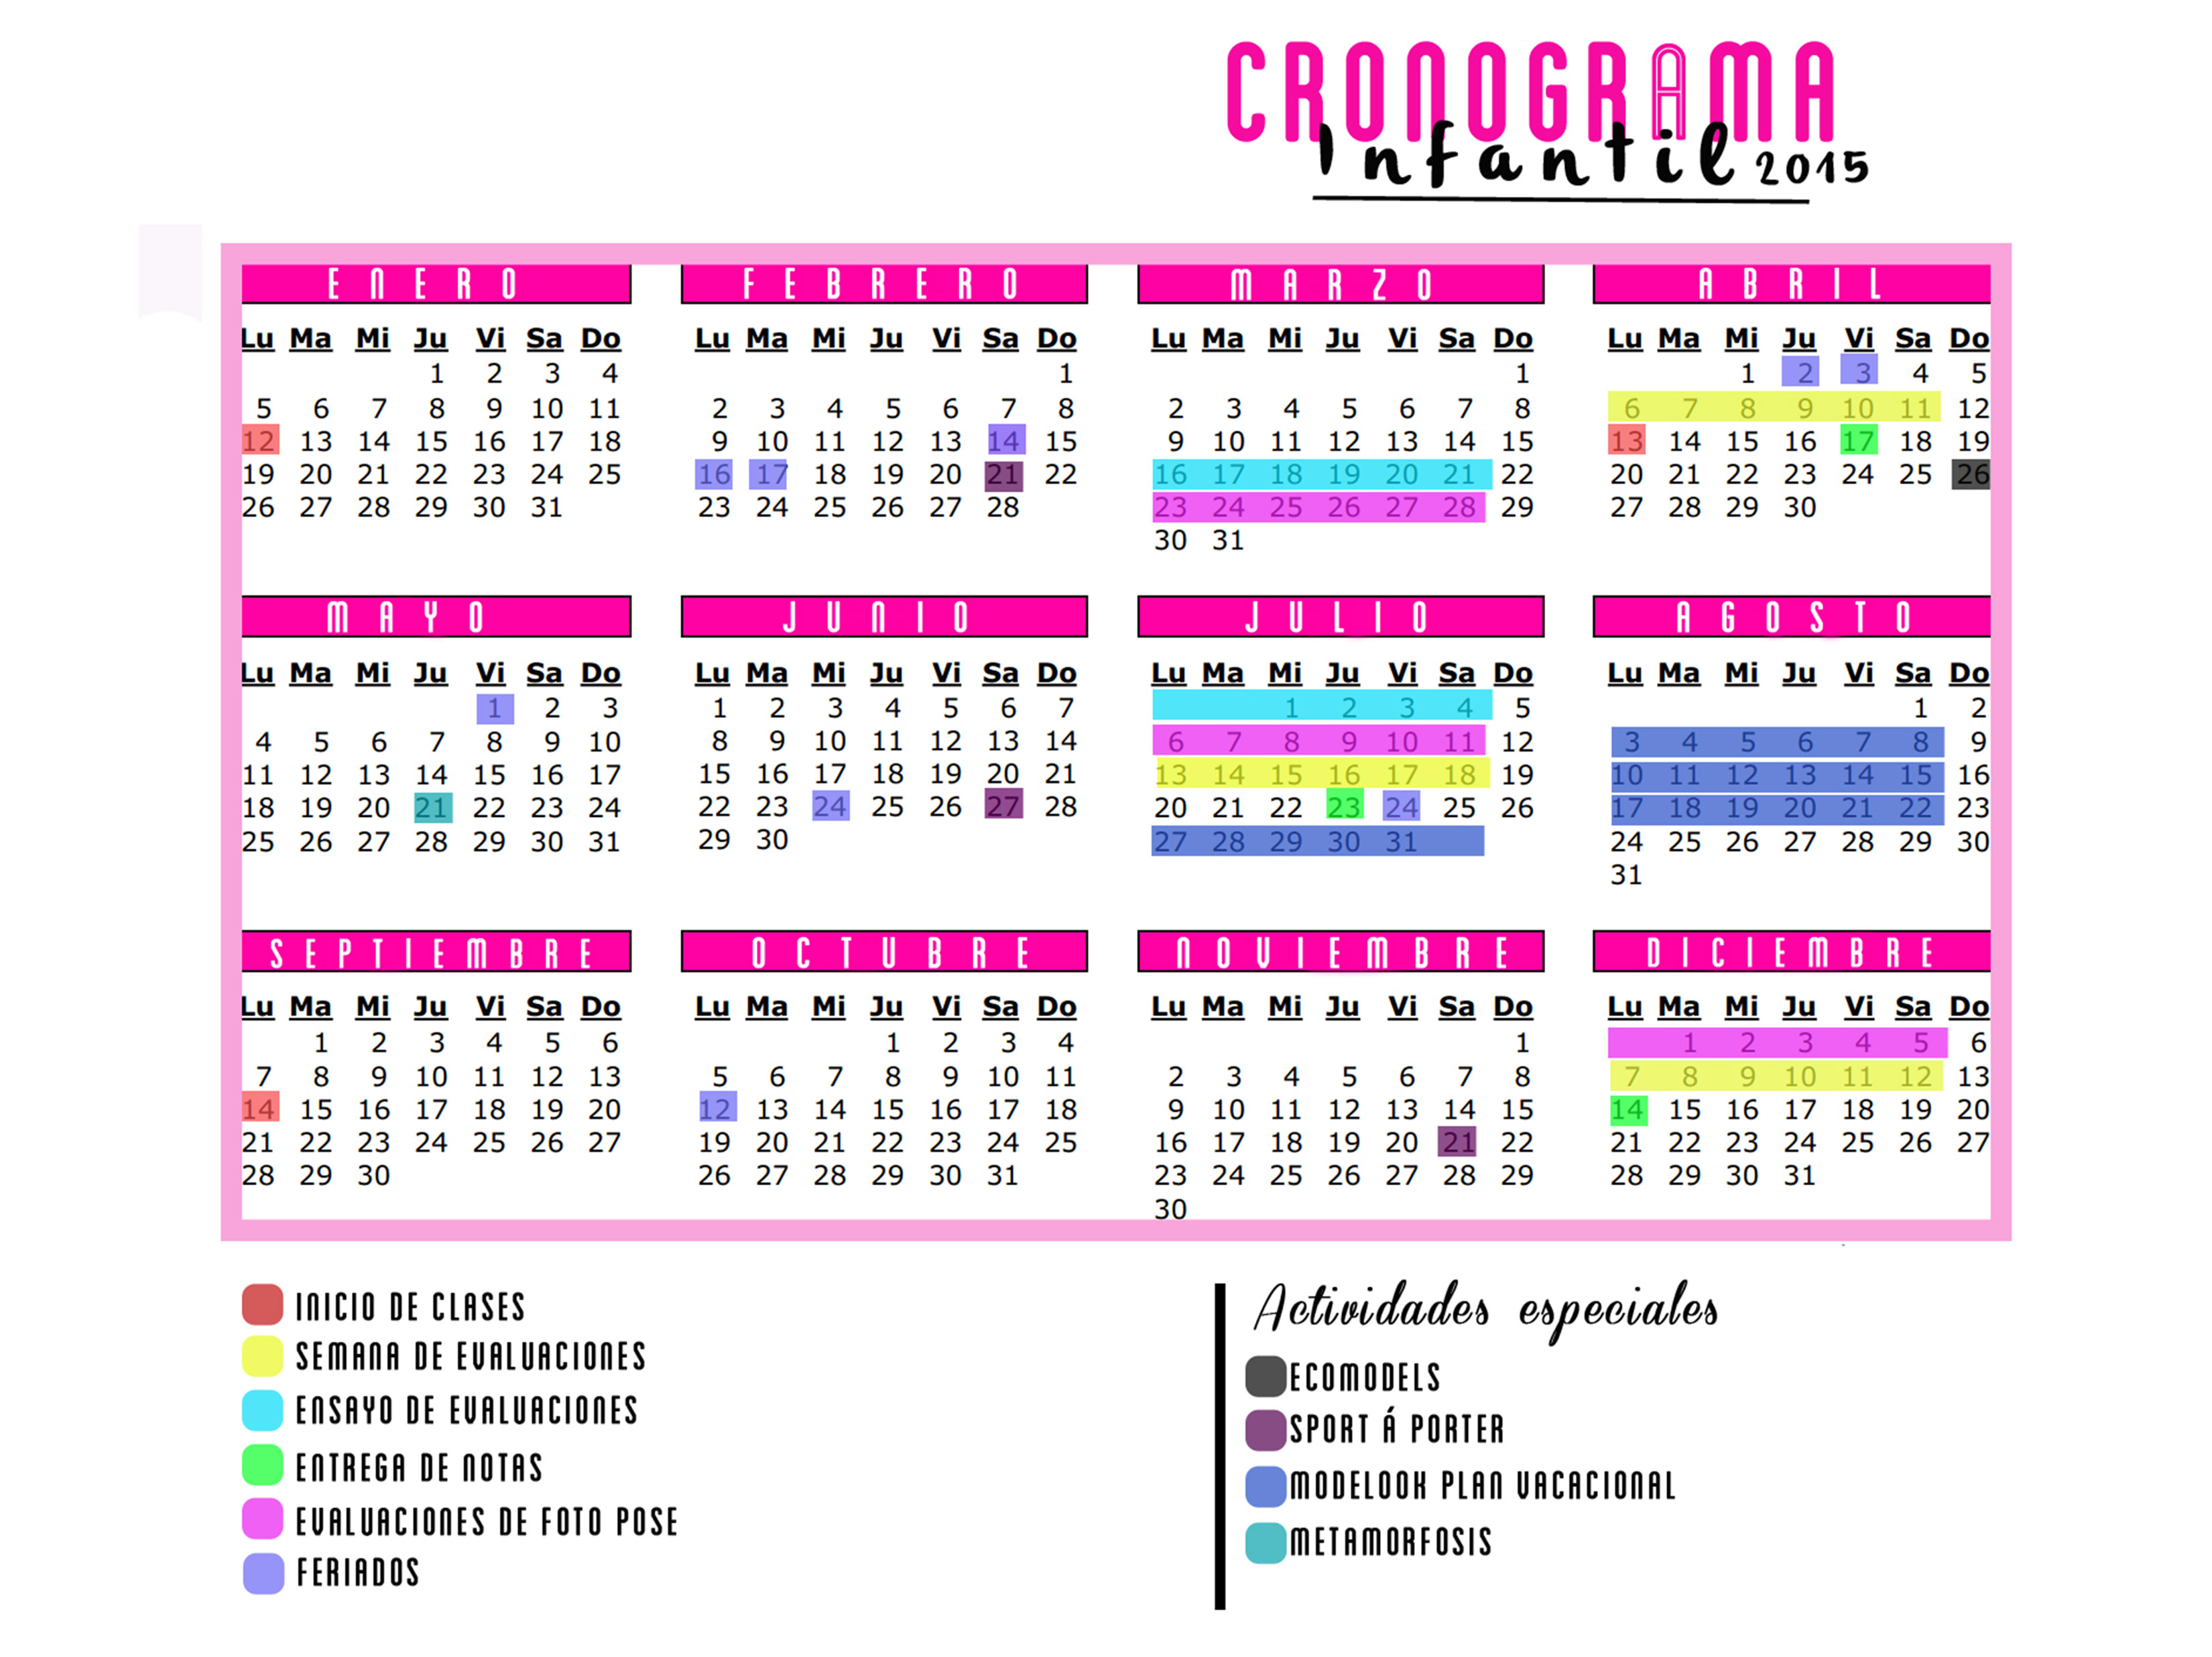 CRONOGRAMA
Infantil 2015
ENERO
Lu Ma Mi Ju Vi Sa Do
1 2 3 4
5 6 7 8 9 10 11
12 13 14 15 16 17 18
19 20 21 22 23 24 25
26 27 28 29 30 31
FEBRERO
Lu Ma Mi Ju Vi Sa Do
1
2 3 4 5 6 7 8
9 10 11 12 13 14 15
16 17 18 19 20 21 22
23 24 25 26 27 28
MARZO
Lu Ma Mi Ju Vi Sa Do
1
2 3 4 5 6 7 8
9 10 11 12 13 14 15
16 17 18 19 20 21 22
23 24 25 26 27 28 29
30 31
ABRIL
Lu Ma Mi Ju Vi Sa Do
1 2 3 4 5
6 7 8 9 10 11 12
13 14 15 16 17 18 19
20 21 22 23 24 25 26
27 28 29 30
MAYO
Lu Ma Mi Ju Vi Sa Do
1 2 3
4 5 6 7 8 9 10
11 12 13 14 15 16 17
18 19 20 21 22 23 24
25 26 27 28 29 30 31
JUNIO
Lu Ma Mi Ju Vi Sa Do
1 2 3 4 5 6 7
8 9 10 11 12 13 14
15 16 17 18 19 20 21
22 23 24 25 26 27 28
29 30
JULIO
Lu Ma Mi Ju Vi Sa Do
1 2 3 4 5
6 7 8 9 10 11 12
13 14 15 16 17 18 19
20 21 22 23 24 25 26
27 28 29 30 31
AGOSTO
Lu Ma Mi Ju Vi Sa Do
1 2
3 4 5 6 7 8 9
10 11 12 13 14 15 16
17 18 19 20 21 22 23
24 25 26 27 28 29 30
31
SEPTIEMBRE
Lu Ma Mi Ju Vi Sa Do
1 2 3 4 5 6
7 8 9 10 11 12 13
14 15 16 17 18 19 20
21 22 23 24 25 26 27
28 29 30
OCTUBRE
Lu Ma Mi Ju Vi Sa Do
1 2 3 4
5 6 7 8 9 10 11
12 13 14 15 16 17 18
19 20 21 22 23 24 25
26 27 28 29 30 31
NOVIEMBRE
Lu Ma Mi Ju Vi Sa Do
1
2 3 4 5 6 7 8
9 10 11 12 13 14 15
16 17 18 19 20 21 22
23 24 25 26 27 28 29
30
DICIEMBRE
Lu Ma Mi Ju Vi Sa Do
1 2 3 4 5 6
7 8 9 10 11 12 13
14 15 16 17 18 19 20
21 22 23 24 25 26 27
28 29 30 31
INICIO DE CLASES
SEMANA DE EVALUACIONES
ENSAYO DE EVALUACIONES
ENTREGA DE NOTAS
EVALUACIONES DE FOTO POSE
FERIADOS
Actividades especiales
ECOMODELS
SPORT Á PORTER
MODELOOK PLAN VACACIONAL
METAMORFOSIS